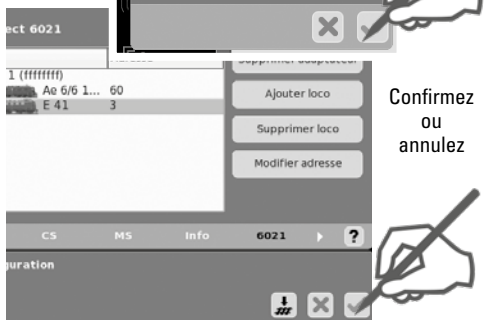 ect 6021
Supprimer adaptateur
1 (ffffffff)
Ae 6/6 1... 60
E 41 3
Ajouter loco
Supprimer loco
Modifier adresse
Confirmez
ou
annulez
CS MS Info 6021 ?
guration